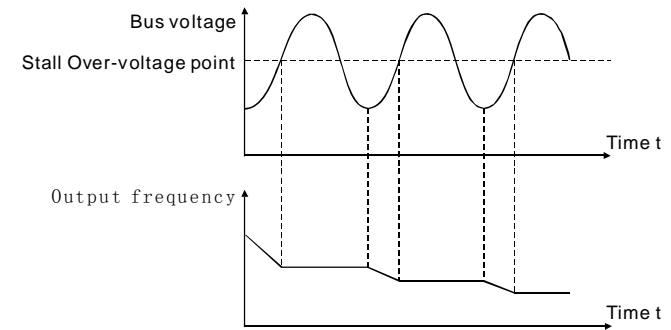 Bus voltage
Stall Over-voltage point
Time t
Output frequency
Time t